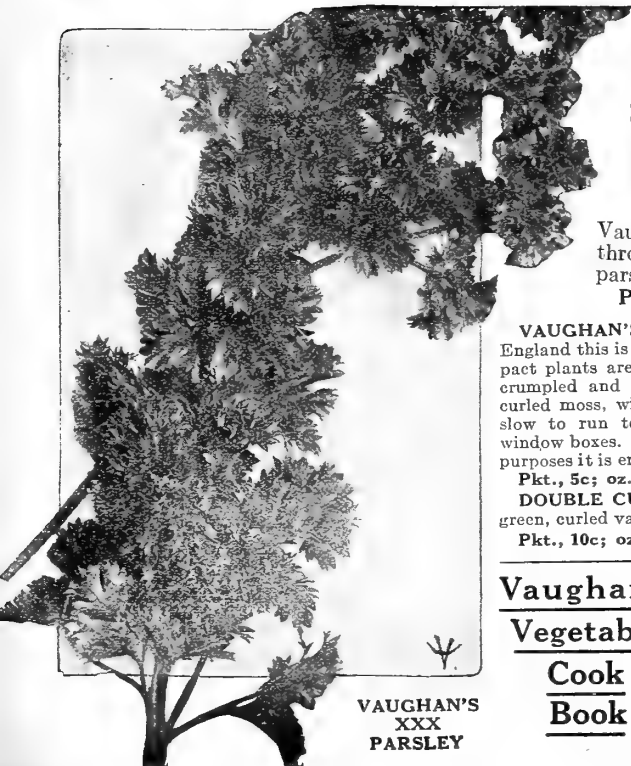 Vau
thro
pars
P
VAUGHAN'S
England this is
pact plants are
crumpled and
curled moss, wi
slow to run to
window boxes.
purposes it is en
Pkt., 5c; oz.
DOUBLE CU
green, curled va
Pkt., 10c; oz
Vaughan
Vegetab
Cook
Book
VAUGHAN'S
XXX
PARSLEY